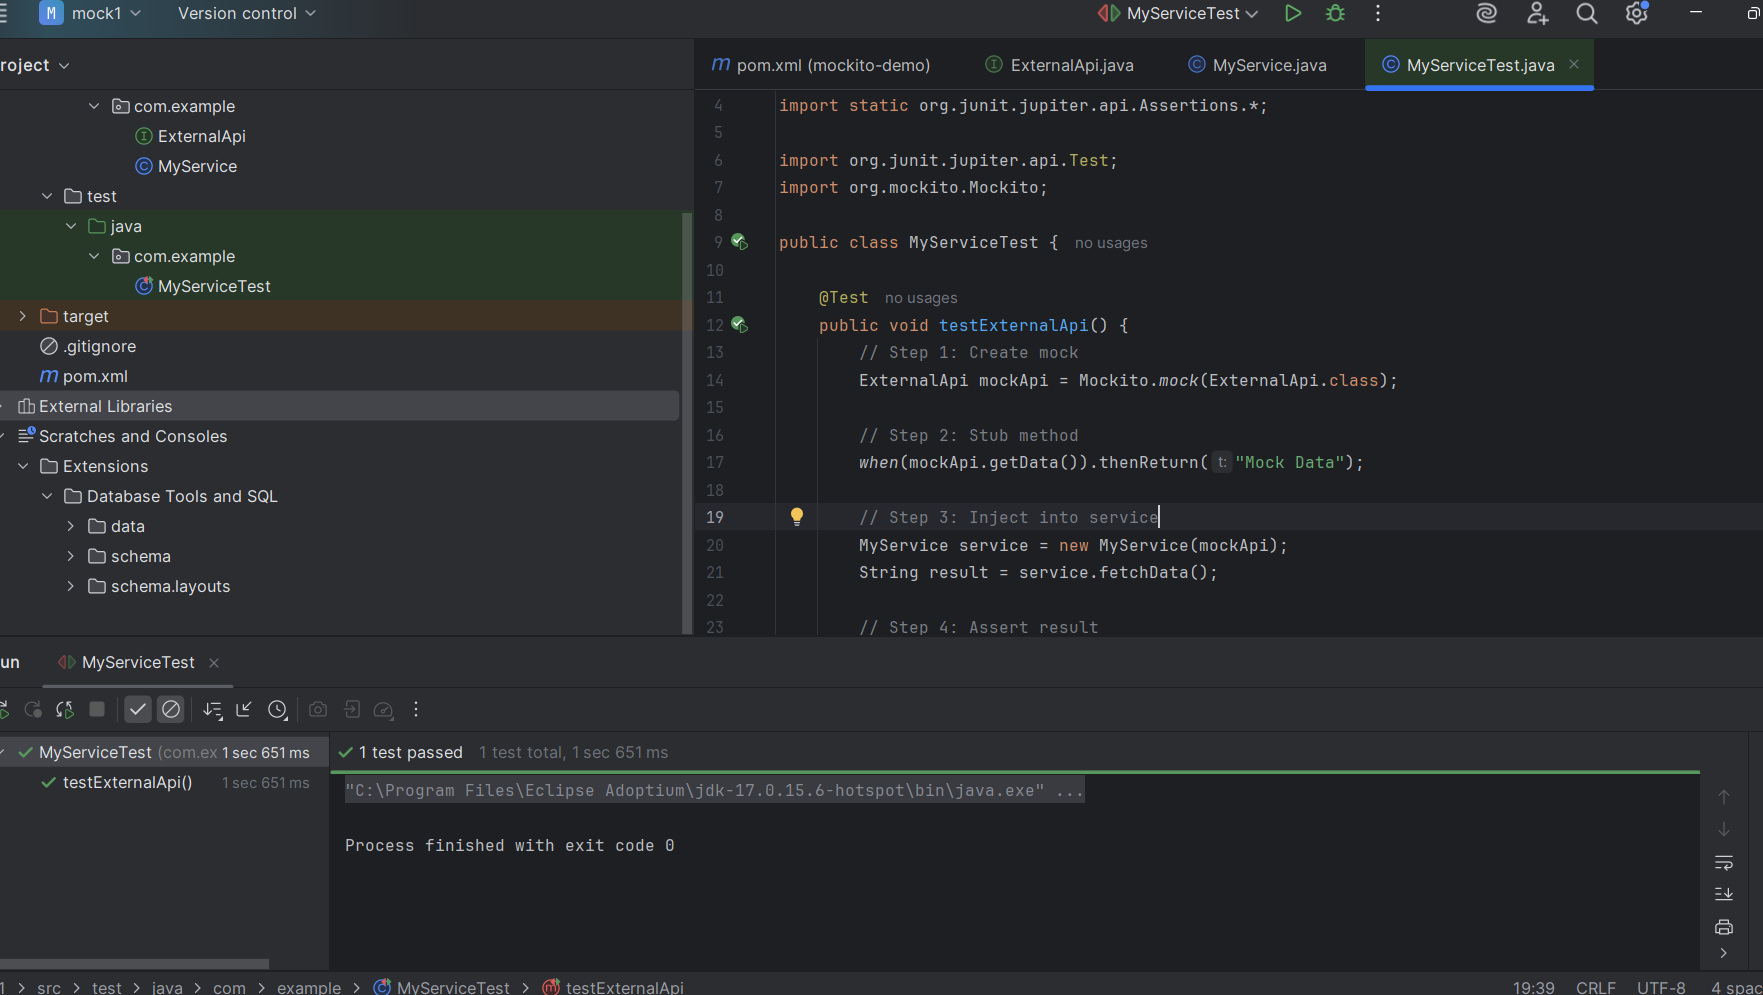 M mock1 Version control MyServiceTest
roject
com.example
ExternalApi
MyService
test
java
com.example
MyServiceTest
target
.gitignore
m pom.xml
External Libraries
Scratches and Consoles
Extensions
Database Tools and SQL
data
schema
schema.layouts
m pom.xml (mockito-demo) I ExternalApi.java C MyService.java C MyServiceTest.java
4 import static org.junit.jupiter.api.Assertions.*;
5
6 import org.junit.jupiter.api.Test;
7 import org.mockito.Mockito;
8
9 public class MyServiceTest { no usages
10
11 @Test no usages
12 public void testExternalApi() {
13 // Step 1: Create mock
14 ExternalApi mockApi = Mockito.mock(ExternalApi.class);
15
16 // Step 2: Stub method
17 when(mockApi.getData()).thenReturn( t: "Mock Data");
18
19 // Step 3: Inject into service
20 MyService service = new MyService(mockApi);
21 String result = service.fetchData();
22
23 // Step 4: Assert result
un MyServiceTest
MyServiceTest (com.ex 1 sec 651 ms
testExternalApi() 1 sec 651 ms
1 test passed 1 test total, 1 sec 651 ms
"C:\Program Files\Eclipse Adoptium\jdk-17.0.15.6-hotspot\bin\java.exe" ...
Process finished with exit code 0
1 > src > test > java > com > example > MyServiceTest > m testExternalApi 19:39 CRLF UTF-8 4 spac